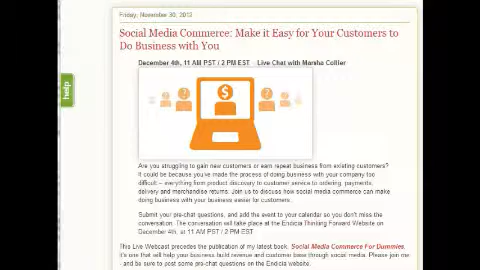 Friday, November 30, 2012
Social Media Commerce: Make it Easy for Your Customers to
Do Business with You
December 4th, 11 AM PST / 2 PM EST Live Chat with Marsha Collier
help
Are you struggling to gain new customers or earn repeat business from existing customers?
It could be because you've made the process of doing business with your company too
difficult – everything from product discovery to customer service to ordering, payments,
delivery and merchandise returns. Join us to discuss how social media commerce can make
doing business with your business easier for customers.
Submit your pre-chat questions, and add the event to your calendar so you don't miss the
conversation. The conversation will take place at the Endicia Thinking Forward Website on
December 4th, at 11 AM PST / 2 PM EST
This Live Webcast precedes the publication of my latest book, Social Media Commerce For Dummies,
it's one that will help your business build revenue and customer base through social media. Please join me
- and be sure to post some pre-chat questions on the Endicia website.